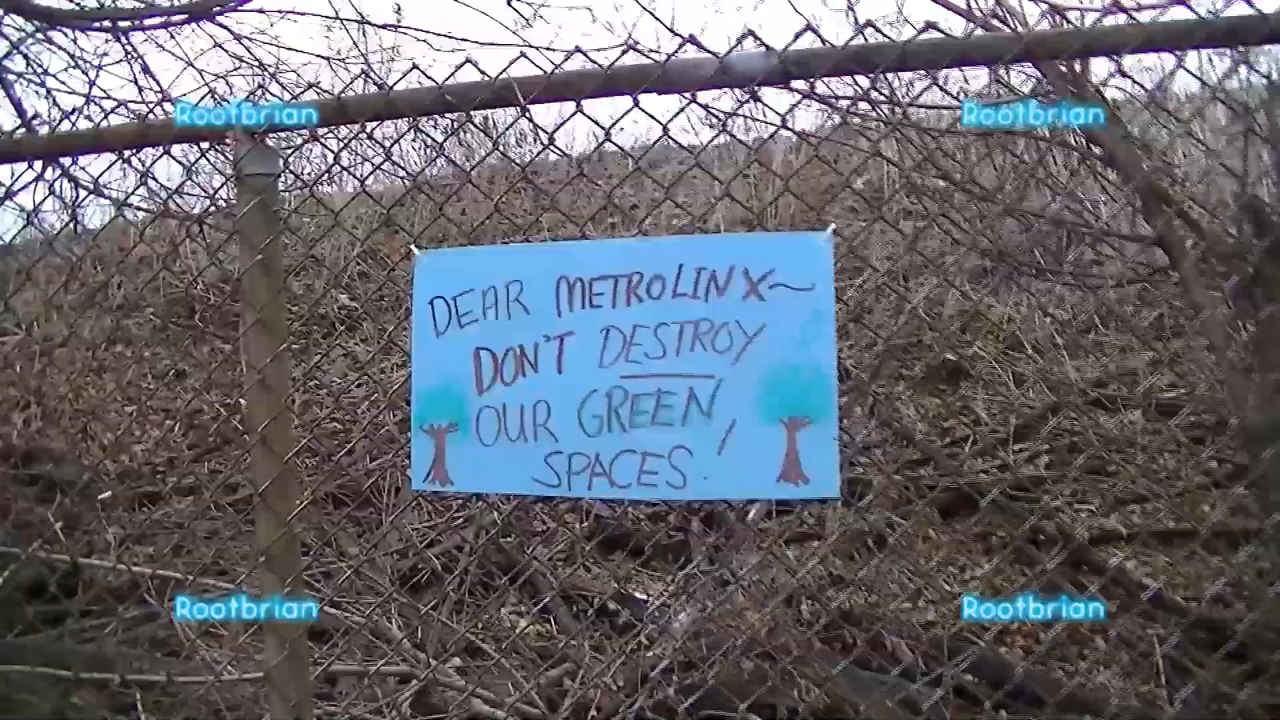 Rootbrian Rootbrian
DEAR METROLINX~
DON'T DESTROY
OUR GREEN
SPACES!
Rootbrian Rootbrian